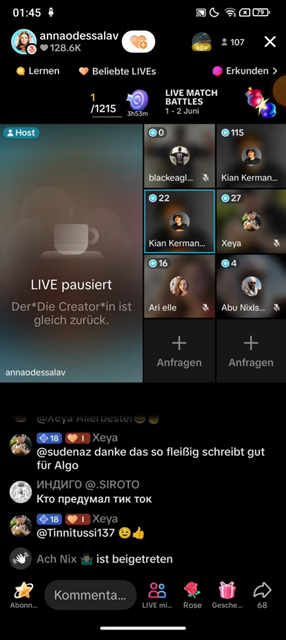 01:45
79
annaodessalav
128.6K
107
Lernen
Beliebte LIVEs
Erkunden
1
/1215
3h53m
LIVE MATCH
BATTLES
1 - 2 Juni
Host
0
115
blackeagl...
Kian Kerman...
22
27
Kian Kerman...
Xeya
LIVE pausiert
Der*Die Creator*in ist
gleich zurück.
16
4
Ari elle
Abu Nixls...
Anfragen
Anfragen
annaodessalav
@Xeya Allerbeste!
18 I Xeya
@sudenaz danke das so fleißig schreibt gut
für Algo
ИНДИГО @.SIROTO
Кто предумал тик ток
18 I Xeya
@Tinnitussi137
Ach Nix ist beigetreten
Kommenta...
Abonn...
LIVE mi...
Rose
Gesche...
68